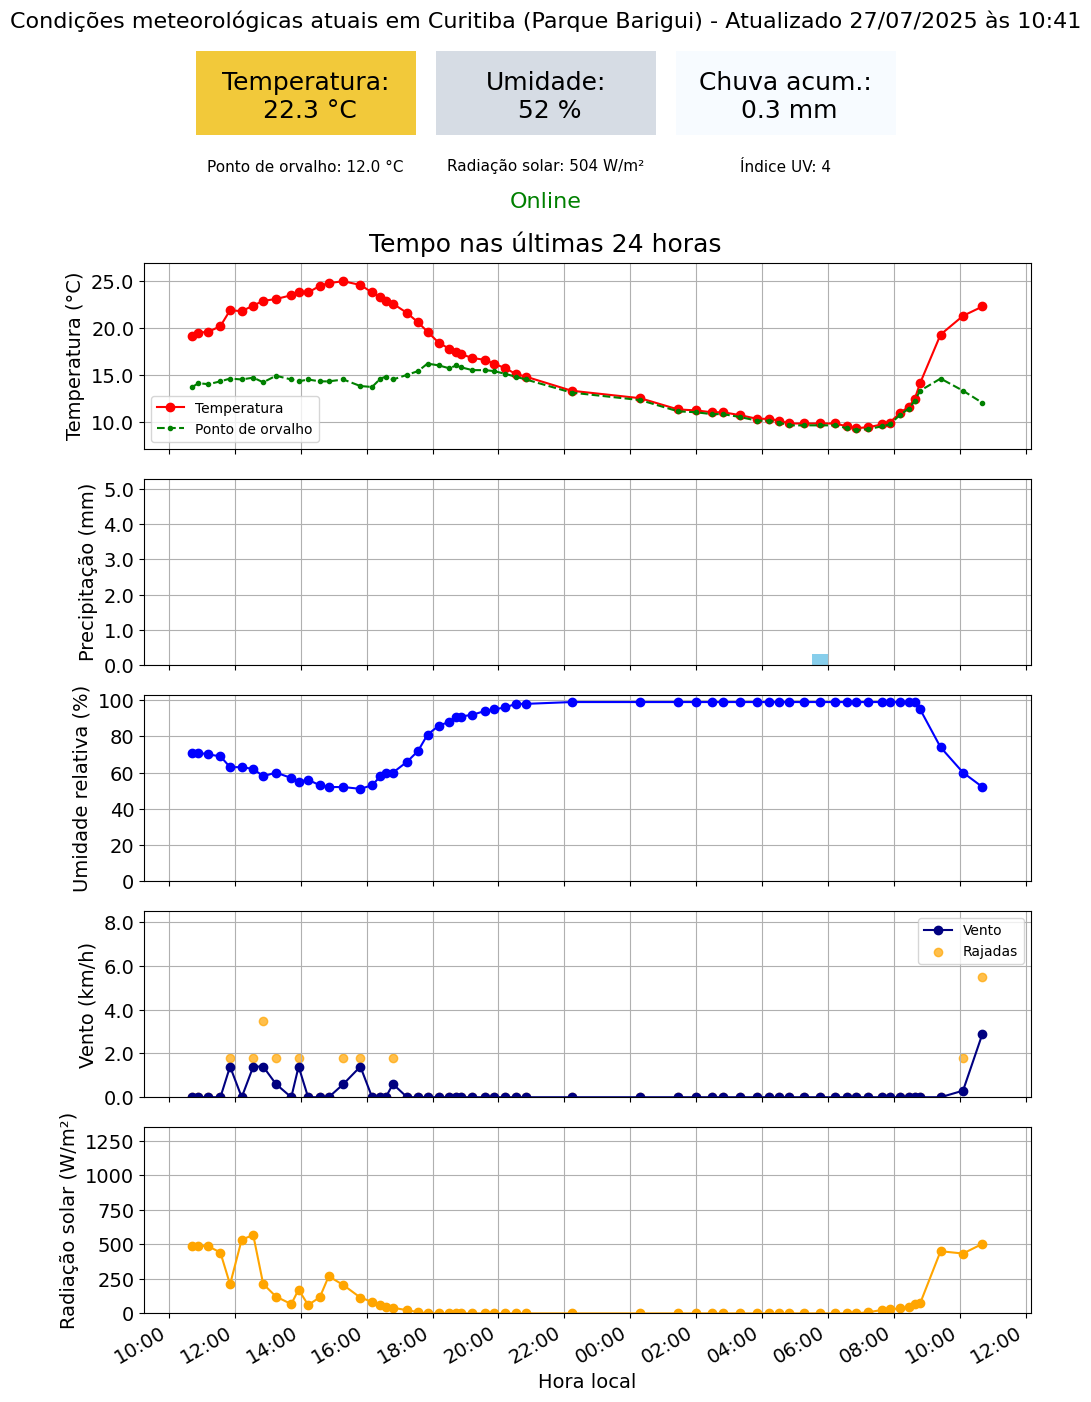 Condições meteorológicas atuais em Curitiba (Parque Barigui) - Atualizado 27/07/2025 às 10:41
Temperatura:
22.3 °C
Umidade:
52 %
Chuva acum.:
0.3 mm
Ponto de orvalho: 12.0 °C
Radiação solar: 504 W/m²
Índice UV: 4
Online
Tempo nas últimas 24 horas
Temperatura (°C)
25.0
20.0
15.0
10.0
Temperatura
Ponto de orvalho
Precipitação (mm)
5.0
4.0
3.0
2.0
1.0
0.0
Umidade relativa (%)
100
80
60
40
20
0
Vento (km/h)
8.0
6.0
4.0
2.0
0.0
Vento
Rajadas
Radiação solar (W/m²)
1250
1000
750
500
250
0
10:00
12:00
14:00
16:00
18:00
20:00
22:00
00:00
02:00
04:00
06:00
08:00
10:00
12:00
Hora local